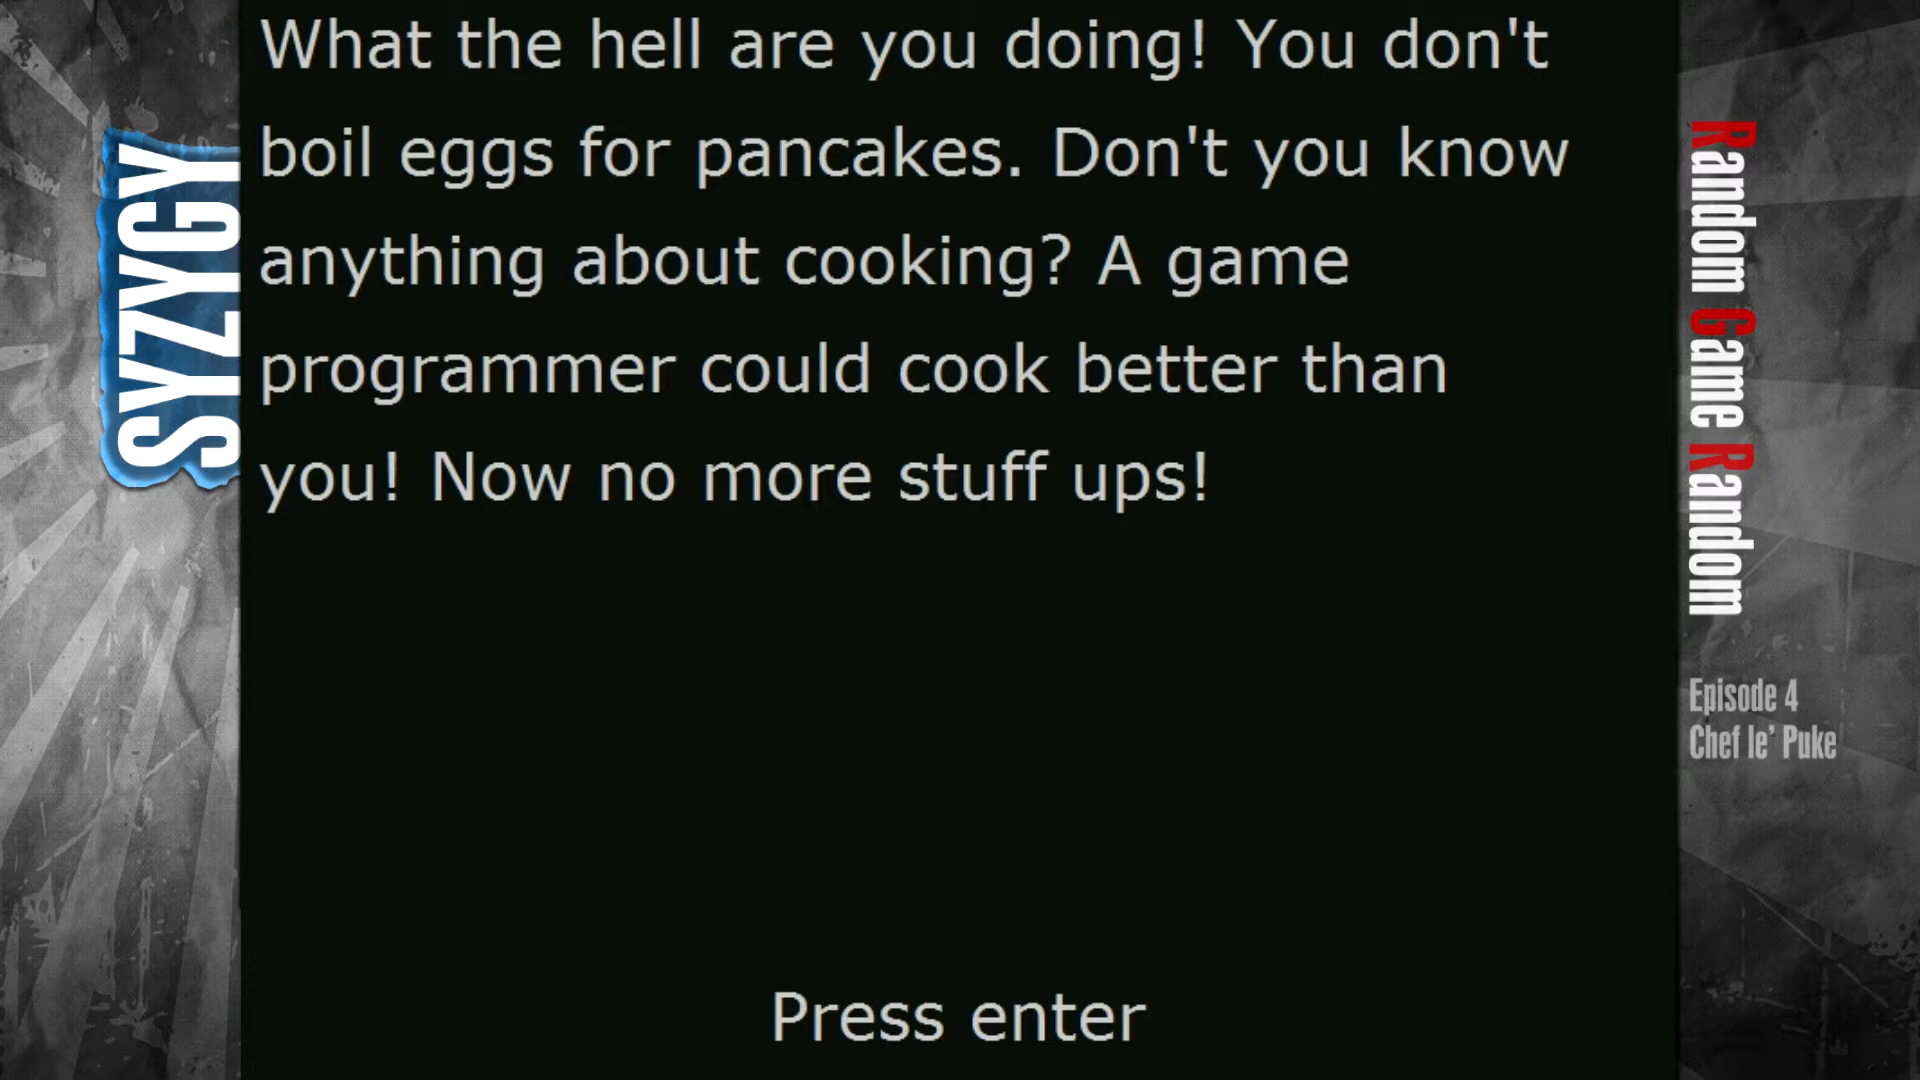 What the hell are you doing! You don't
boil eggs for pancakes. Don't you know
anything about cooking? A game
programmer could cook better than
you! Now no more stuff ups!
Press enter
SYZYGY
Random Game Random
Episode 4
Chef le' Puke